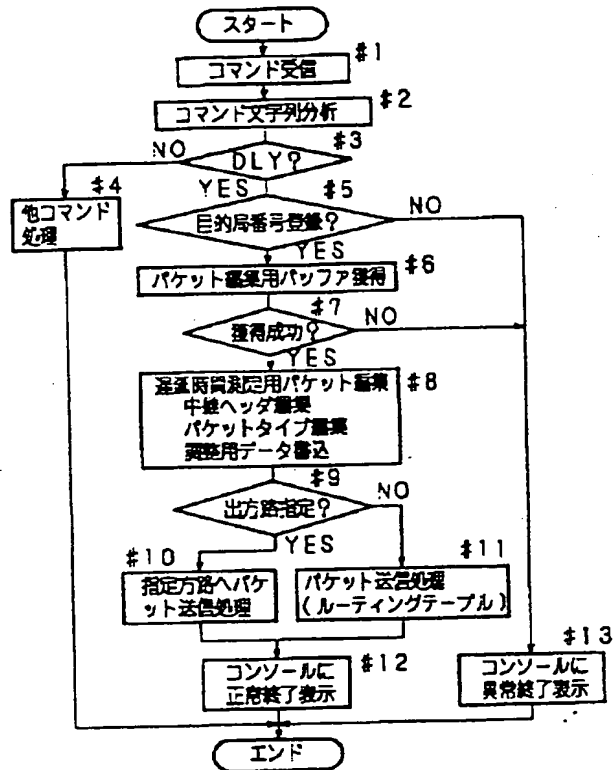 スタート
#1
コマンド受信
#2
コマンド文字列分析
#3
NO
DLY?
#4
YES
#5
他コマンド
処理
目的局番号登録?
NO
YES
#6
パケット編集用バッファ獲得
#7
獲得成功?
NO
YES
遅延時間測定用パケット編集
#8
中継ヘッダ編集
パケットタイプ編集
調整用データ書込
#9
出方路指定?
NO
YES
#10
#11
指定方路へパケ
ット送信処理
パケット送信処理
(ルーティングテーブル)
#12
#13
コンソールに
正常終了表示
コンソールに
異常終了表示
エンド